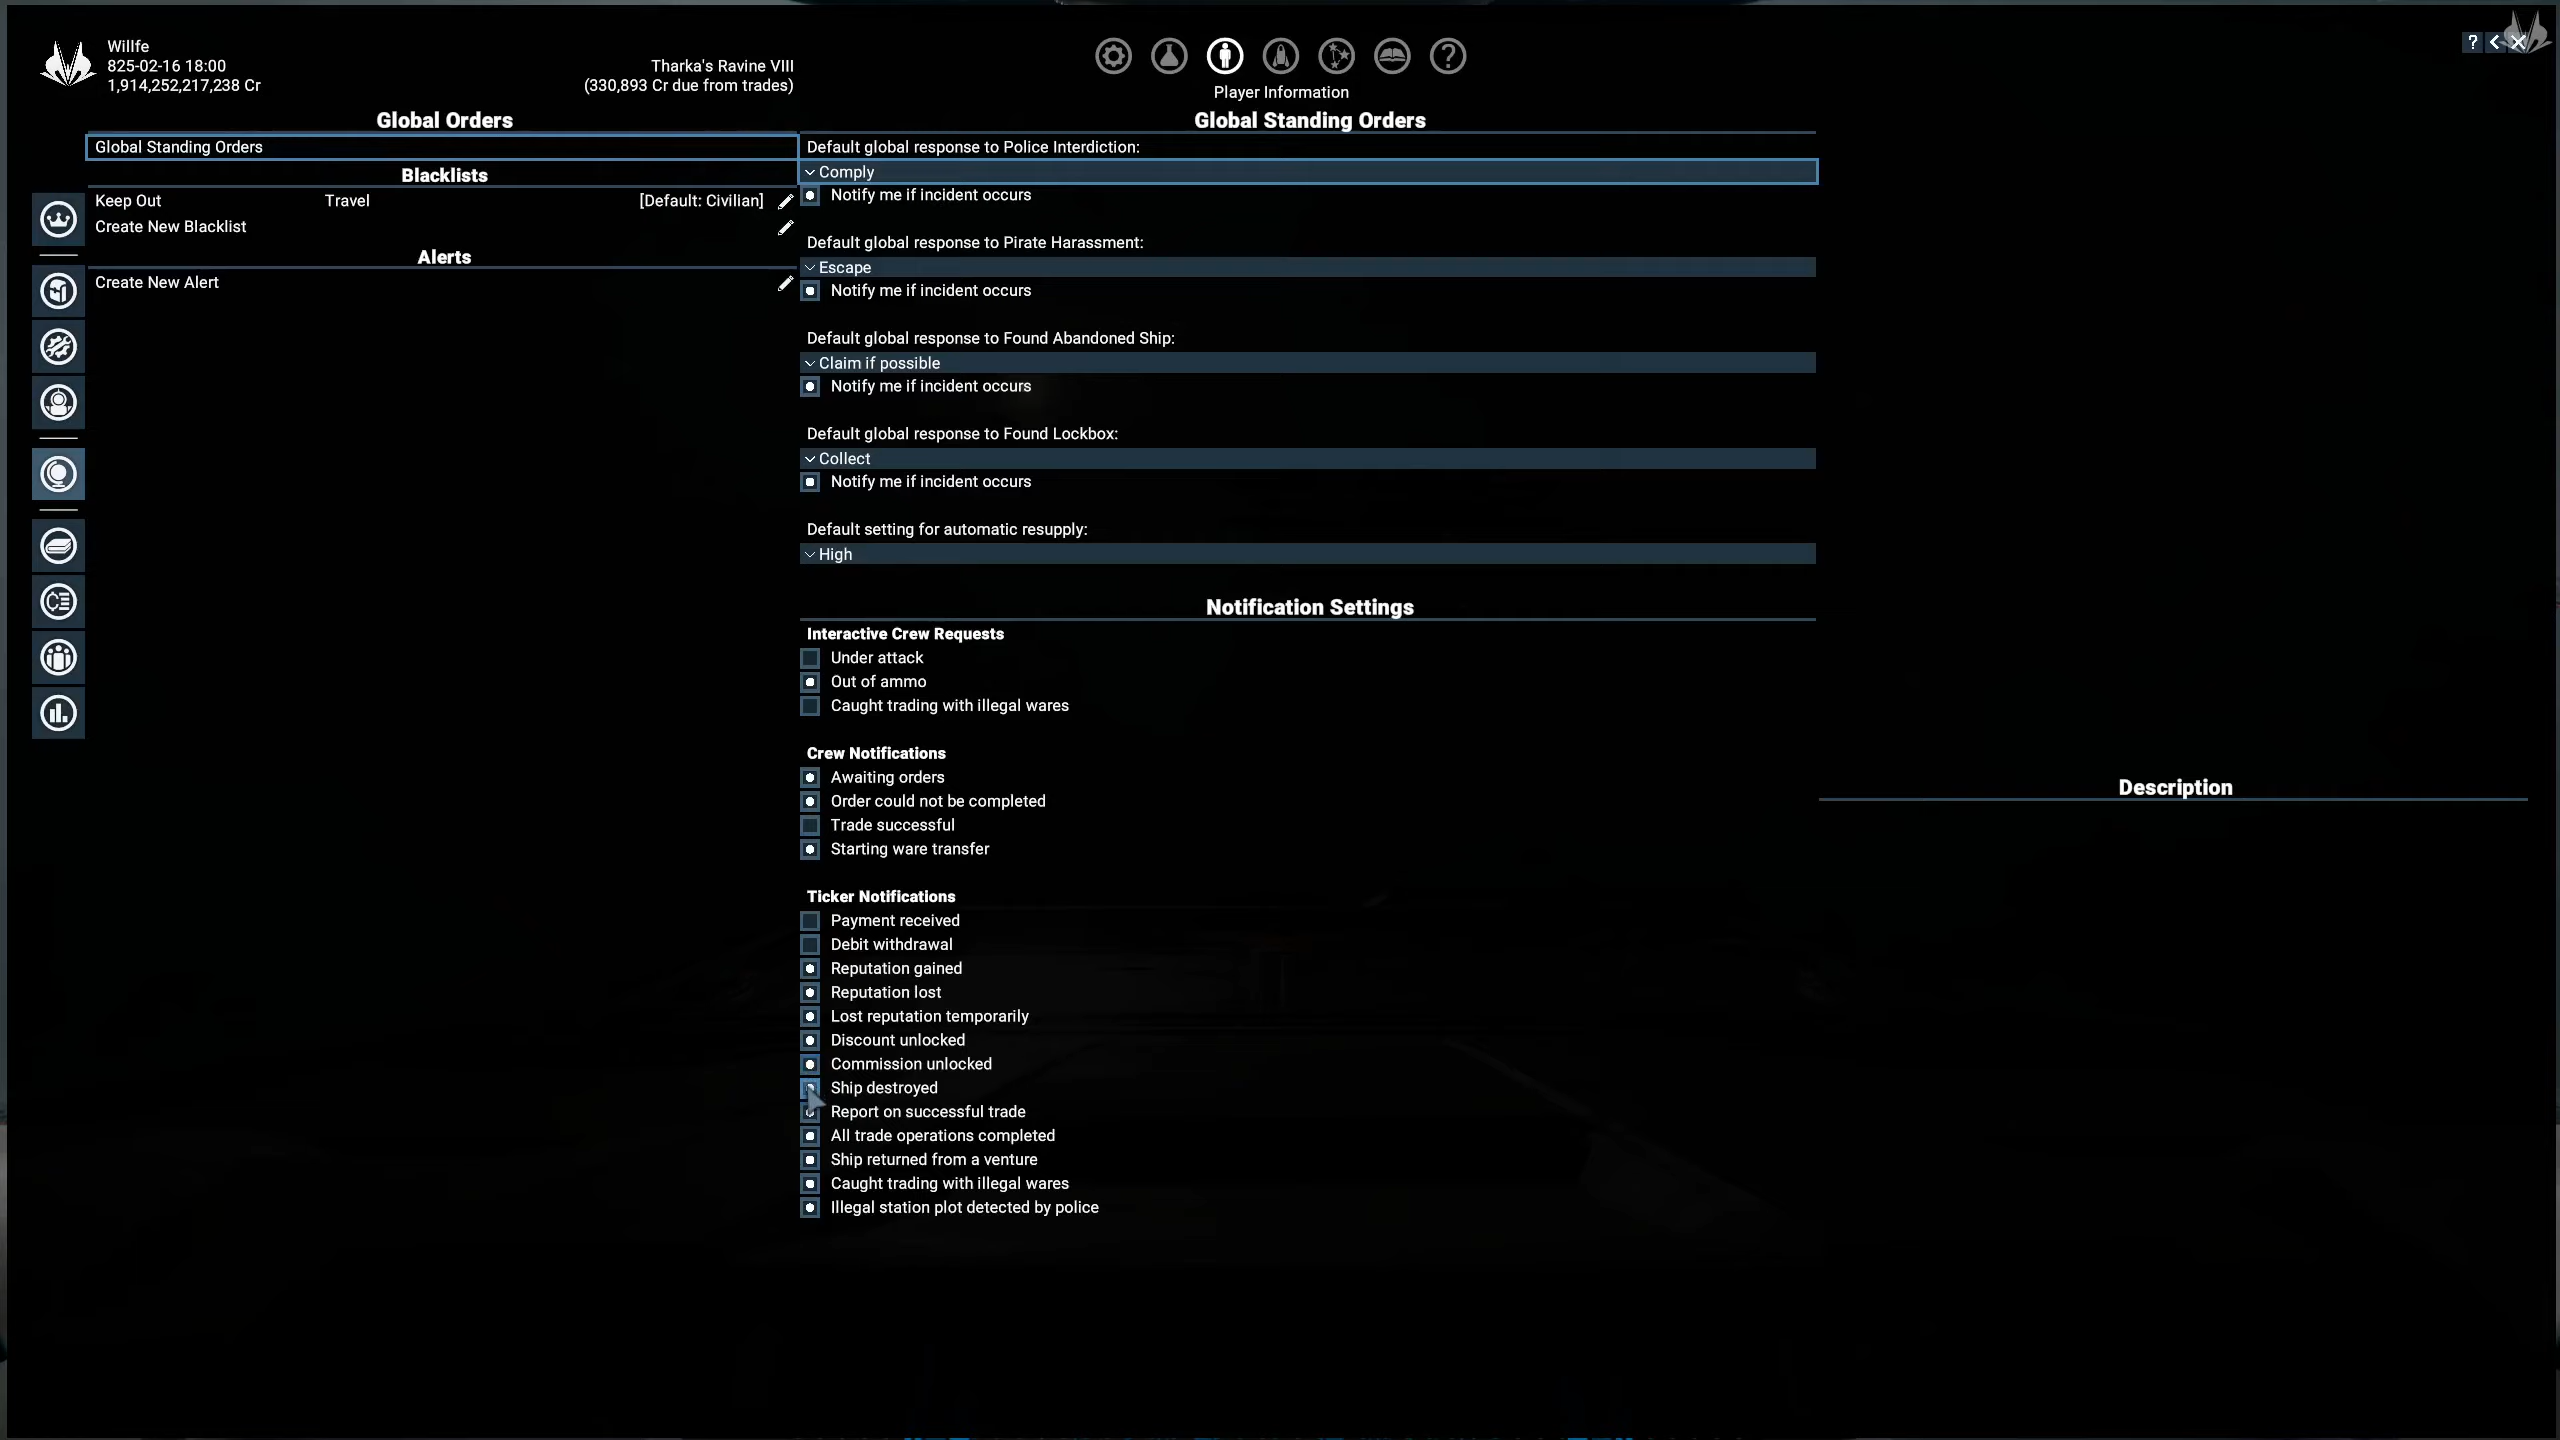 Willfe
825-02-16 18:00
1,914,252,217,238 Cr
Tharka's Ravine VIII
(330,893 Cr due from trades)
Player Information
? < X
Global Orders
Global Standing Orders
Blacklists
Keep Out Travel [Default: Civilian]
Create New Blacklist
Alerts
Create New Alert
Global Standing Orders
Default global response to Police Interdiction:
Comply
Notify me if incident occurs
Default global response to Pirate Harassment:
Escape
Notify me if incident occurs
Default global response to Found Abandoned Ship:
Claim if possible
Notify me if incident occurs
Default global response to Found Lockbox:
Collect
Notify me if incident occurs
Default setting for automatic resupply:
High
Notification Settings
Interactive Crew Requests
Under attack
Out of ammo
Caught trading with illegal wares
Crew Notifications
Awaiting orders
Order could not be completed
Trade successful
Starting ware transfer
Ticker Notifications
Payment received
Debit withdrawal
Reputation gained
Reputation lost
Lost reputation temporarily
Discount unlocked
Commission unlocked
Ship destroyed
Report on successful trade
All trade operations completed
Ship returned from a venture
Caught trading with illegal wares
Illegal station plot detected by police
Description